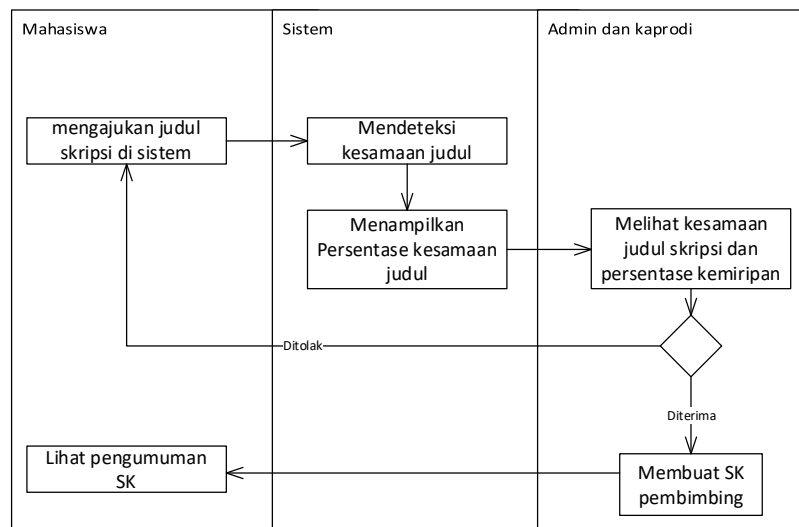 Mahasiswa
Sistem
Admin dan kaprodi
mengajukan judul
skripsi di sistem
Mendeteksi
kesamaan judul
Menampilkan
Persentase kesamaan
judul
Melihat kesamaan
judul skripsi dan
persentase kemiripan
Ditolak
Diterima
Lihat pengumuman
SK
Membuat SK
pembimbing